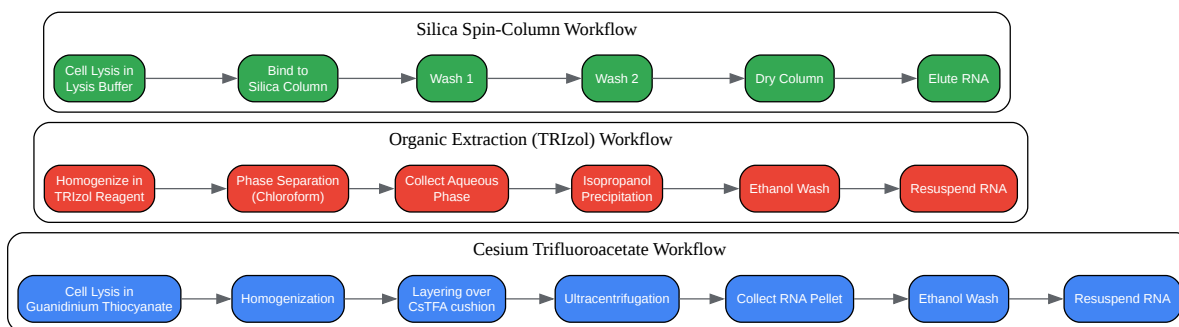 Silica Spin-Column Workflow
Cell Lysis in
Lysis Buffer
Bind to
Silica Column
Wash 1
Wash 2
Dry Column
Elute RNA
Organic Extraction (TRIzol) Workflow
Homogenize in
TRIzol Reagent
Phase Separation
(Chloroform)
Collect Aqueous
Phase
Isopropanol
Precipitation
Ethanol Wash
Resuspend RNA
Cesium Trifluoroacetate Workflow
Cell Lysis in
Guanidinium Thiocyanate
Homogenization
Layering over
CsTFA cushion
Ultracentrifugation
Collect RNA Pellet
Ethanol Wash
Resuspend RNA